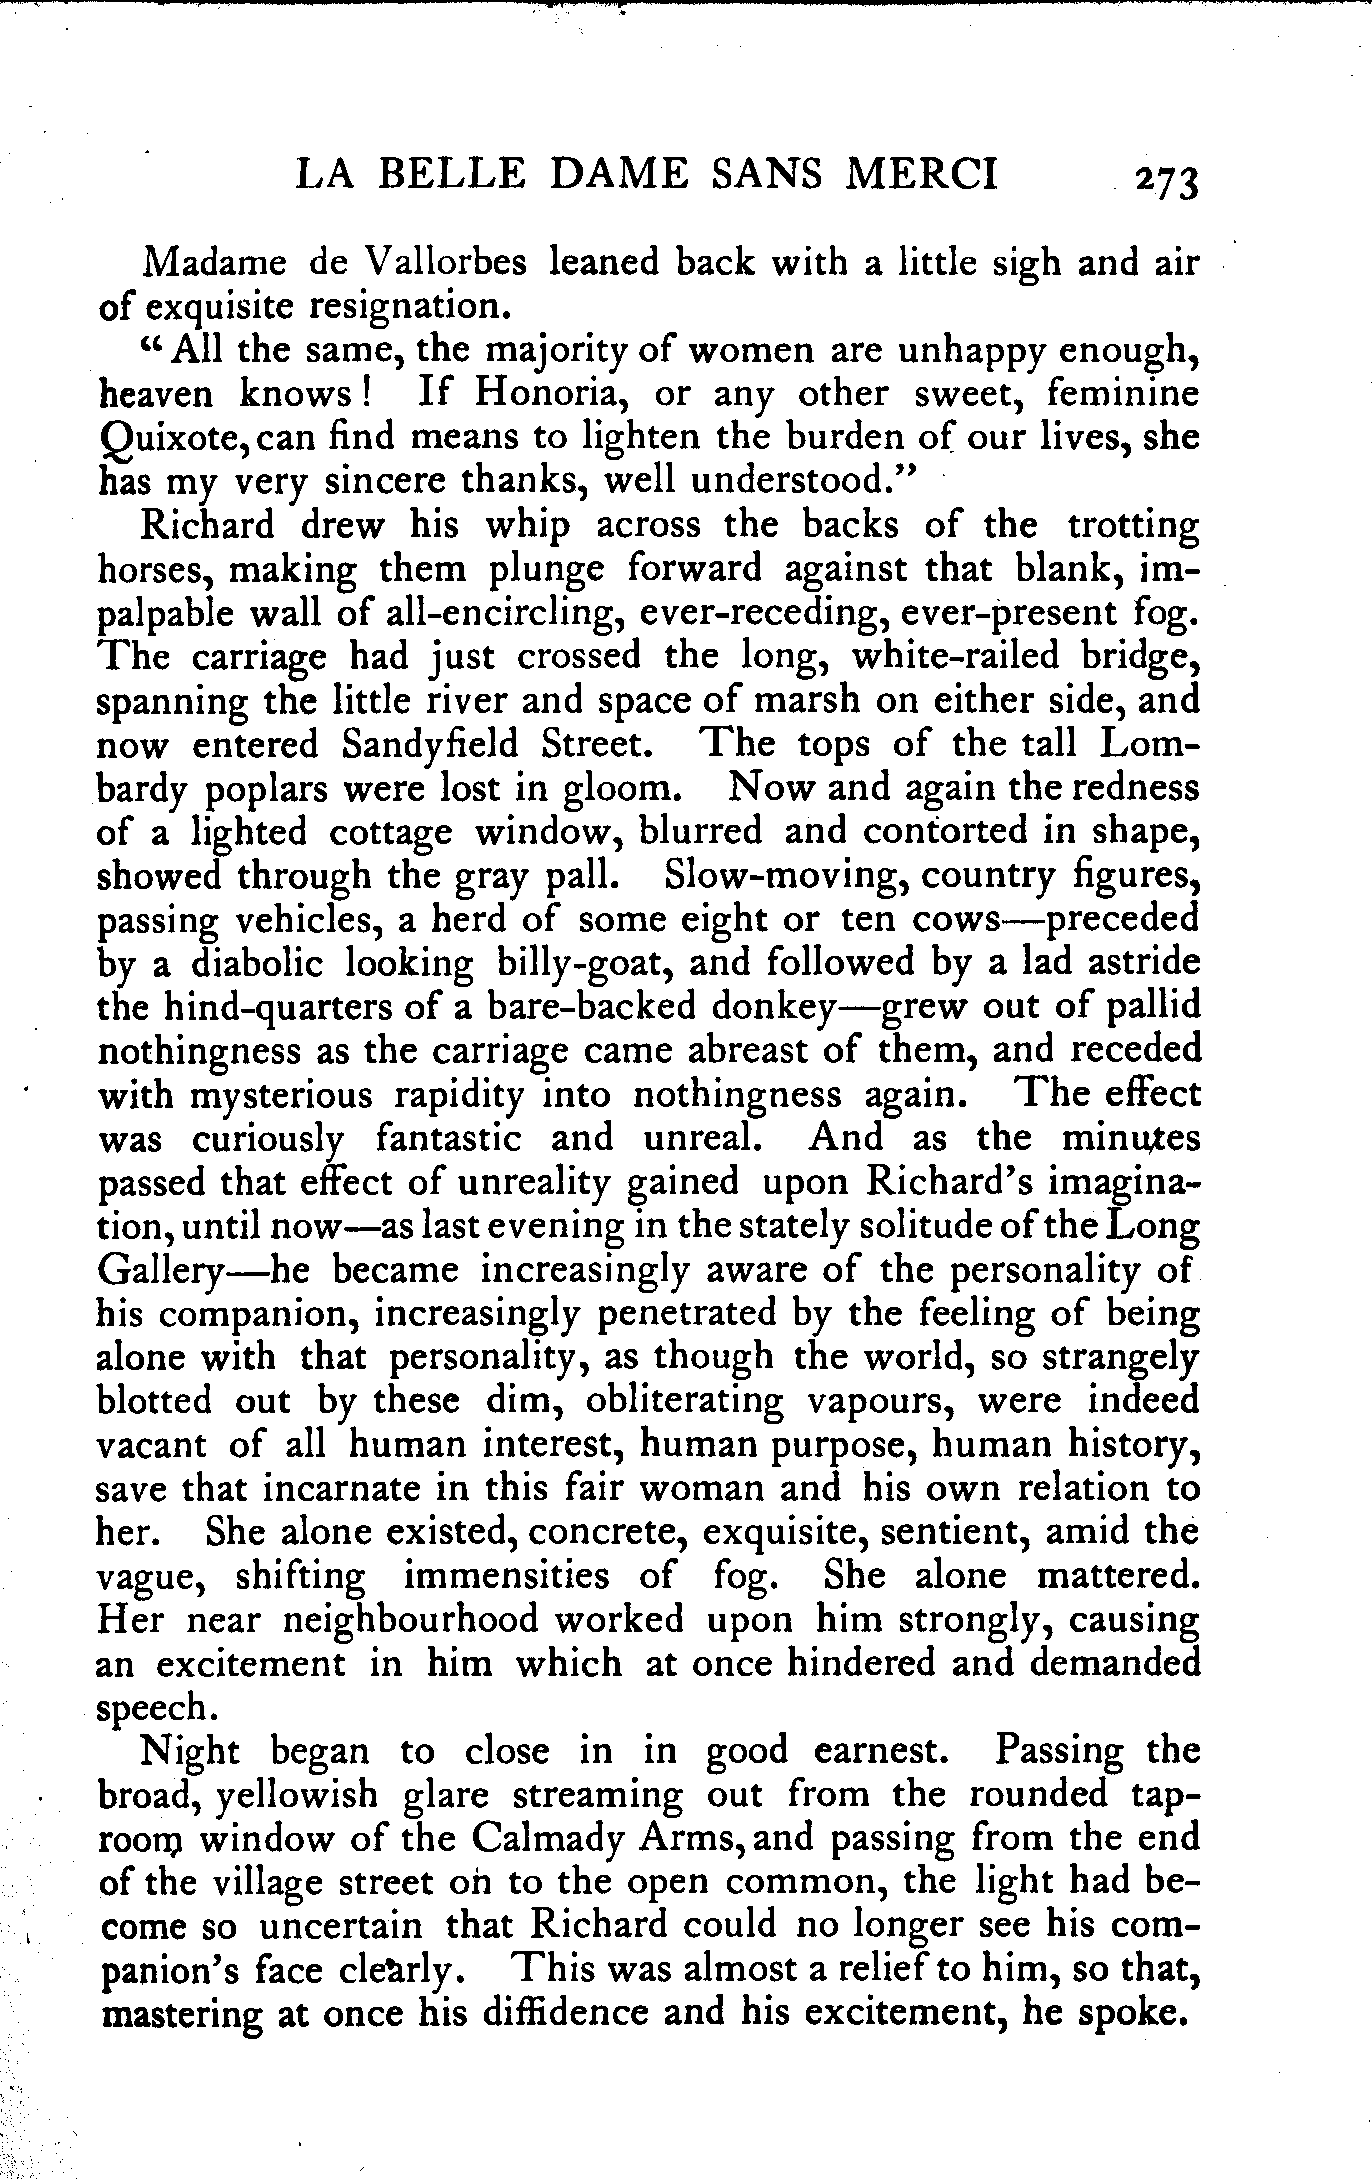 LA BELLE DAME SANS MERCI 273
Madame de Vallorbes leaned back with a little sigh and air
of exquisite resignation.
“All the same, the majority of women are unhappy enough,
heaven knows! If Honoria, or any other sweet, feminine
Quixote, can find means to lighten the burden of our lives, she
has my very sincere thanks, well understood.”
Richard drew his whip across the backs of the trotting
horses, making them plunge forward against that blank, im-
palpable wall of all-encircling, ever-receding, ever-present fog.
The carriage had just crossed the long, white-railed bridge,
spanning the little river and space of marsh on either side, and
now entered Sandyfield Street. The tops of the tall Lom-
bardy poplars were lost in gloom. Now and again the redness
of a lighted cottage window, blurred and contorted in shape,
showed through the gray pall. Slow-moving, country figures,
passing vehicles, a herd of some eight or ten cows—preceded
by a diabolic looking billy-goat, and followed by a lad astride
the hind-quarters of a bare-backed donkey—grew out of pallid
nothingness as the carriage came abreast of them, and receded
with mysterious rapidity into nothingness again. The effect
was curiously fantastic and unreal. And as the minutes
passed that effect of unreality gained upon Richard’s imagina-
tion, until now—as last evening in the stately solitude of the Long
Gallery—he became increasingly aware of the personality of
his companion, increasingly penetrated by the feeling of being
alone with that personality, as though the world, so strangely
blotted out by these dim, obliterating vapours, were indeed
vacant of all human interest, human purpose, human history,
save that incarnate in this fair woman and his own relation to
her. She alone existed, concrete, exquisite, sentient, amid the
vague, shifting immensities of fog. She alone mattered.
Her near neighbourhood worked upon him strongly, causing
an excitement in him which at once hindered and demanded
speech.
Night began to close in in good earnest. Passing the
broad, yellowish glare streaming out from the rounded tap-
room window of the Calmady Arms, and passing from the end
of the village street on to the open common, the light had be-
come so uncertain that Richard could no longer see his com-
panion’s face clearly. This was almost a relief to him, so that,
mastering at once his diffidence and his excitement, he spoke.